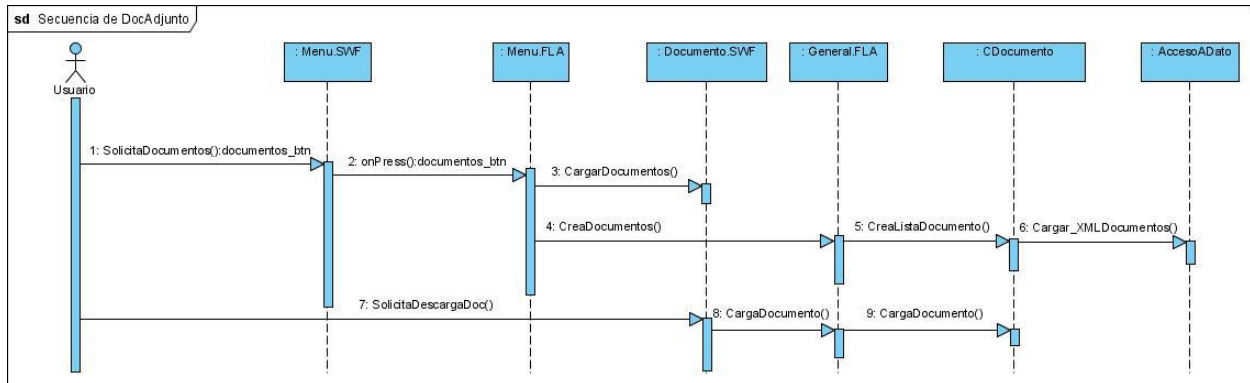 sd Secuencia de DocAdjunto
: Menu.SWF
: Menu.FLA
: Documento.SWF
: General.FLA
: CDocumento
: AccesoADato
Usuario
1: SolicitaDocumentos():documentos_btn
2: onPress():documentos_btn
3: CargarDocumentos()
4: CreaDocumentos()
5: CreaListaDocumento()
6: Cargar_XMLDocumentos()
7: SolicitaDescargaDoc()
8: CargaDocumento()
9: CargaDocumento()